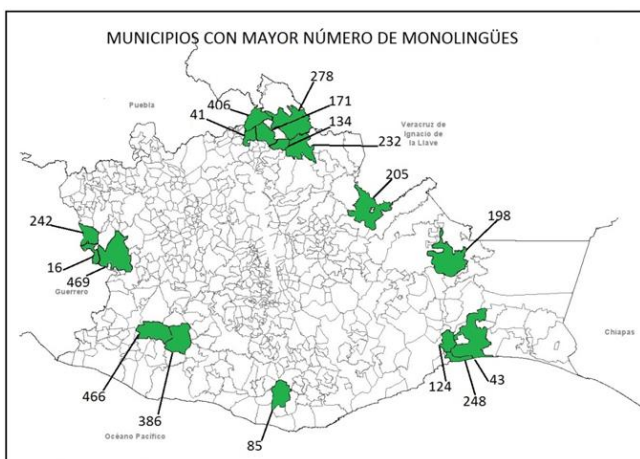 MUNICIPIOS CON MAYOR NÚMERO DE MONOLINGÜES
278
406
171
Puebla
41
134
Veracruz de
Ignacio de
la Llave
232
205
242
198
16
469
Guerrero
Chiapas
466
124
43
386
248
Océano Pacífico
85